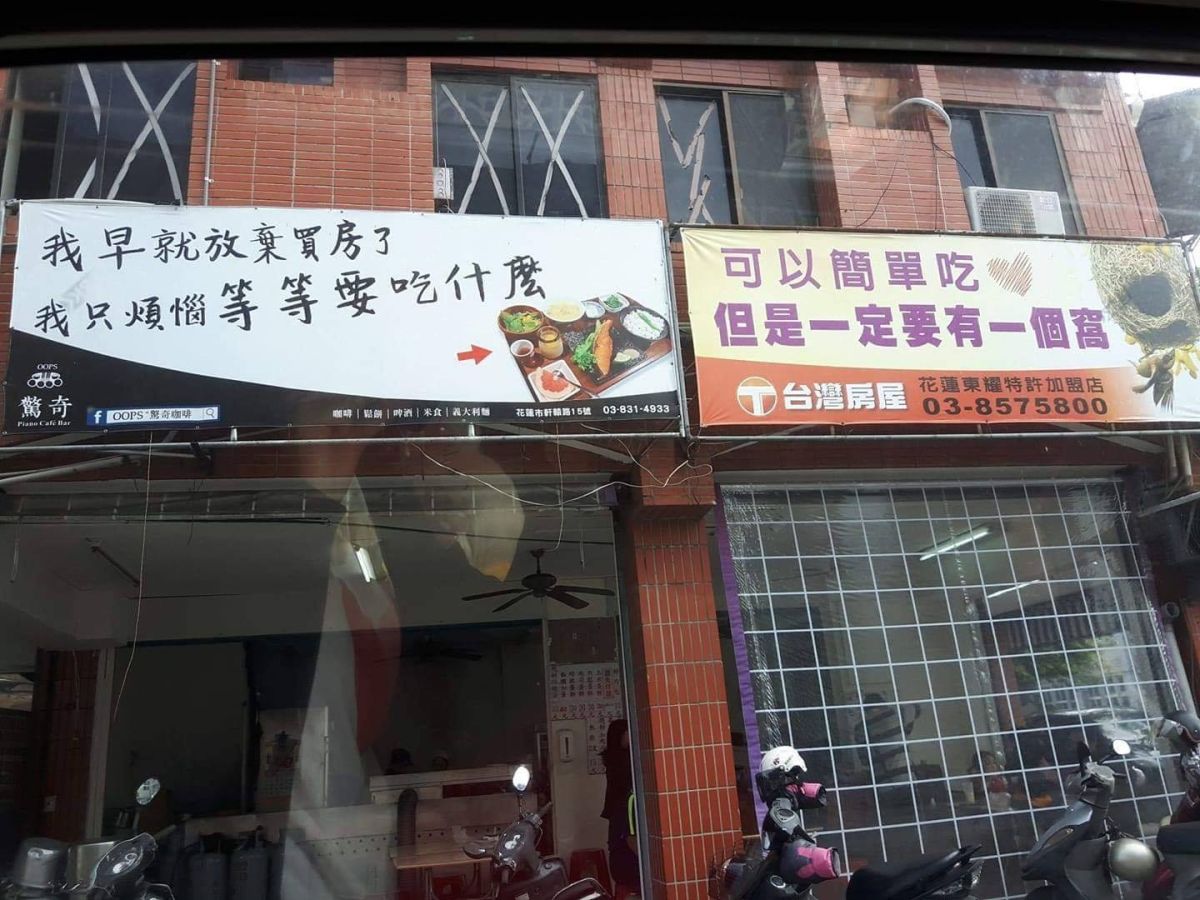 我早就放棄買房了
我只煩惱等等要吃什麼
OOPS
驚奇
Piano Café Bar
f OOPS"驚奇咖啡
咖啡｜鬆餅｜啤酒｜米食｜義大利麵
花蓮市軒轅路15號 03-831-4933
可以簡單吃
但是一定要有一個窩
台灣房屋 花蓮東耀特許加盟店
03-8575800